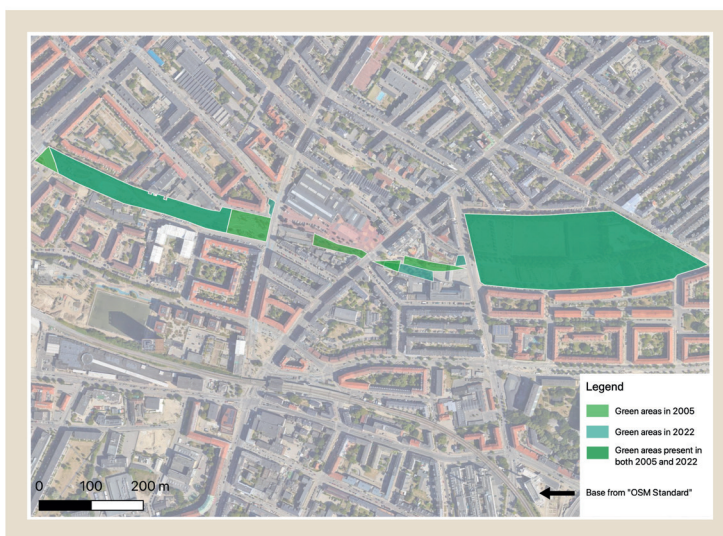 Legend
Green areas in 2005
Green areas in 2022
Green areas present in
both 2005 and 2022
0 100 200 m
Base from "OSM Standard"